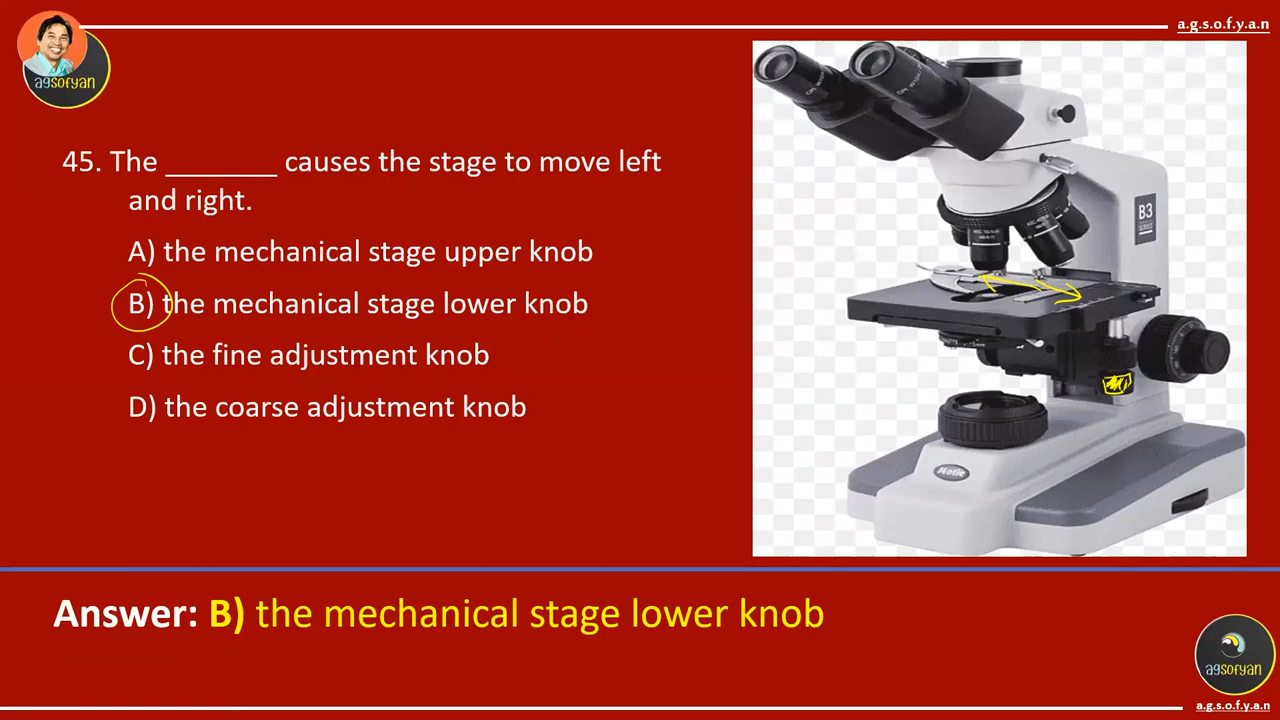 a.g.s.o.f.y.a.n
agsofyan
45. The _______ causes the stage to move left
and right.
A) the mechanical stage upper knob
B) the mechanical stage lower knob
C) the fine adjustment knob
D) the coarse adjustment knob
B3
SERIES
Motic
Answer: B) the mechanical stage lower knob
agsofyan
a.g.s.o.f.y.a.n